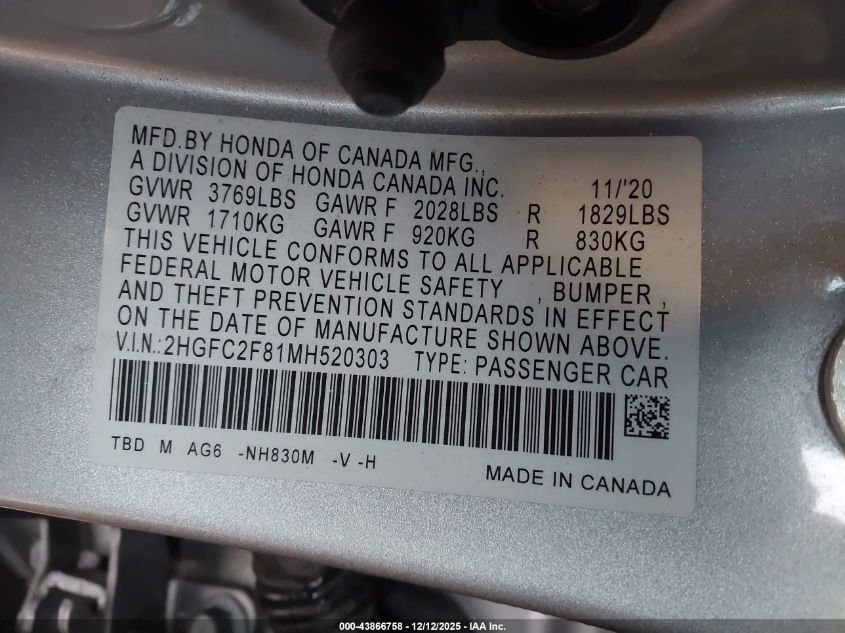 MFD.BY HONDA OF CANADA MFG.,
A DIVISION OF HONDA CANADA INC. 11/'20
GVWR 3769LBS GAWR F 2028LBS R 1829LBS
GVWR 1710KG GAWR F 920KG R 830KG
THIS VEHICLE CONFORMS TO ALL APPLICABLE
FEDERAL MOTOR VEHICLE SAFETY , BUMPER ,
AND THEFT PREVENTION STANDARDS IN EFFECT
ON THE DATE OF MANUFACTURE SHOWN ABOVE.
V.I.N.:2HGFC2F81MH520303 TYPE: PASSENGER CAR
TBD M AG6 -NH830M -V -H
MADE IN CANADA
000-43866758 - 12/12/2025 - IAA Inc.